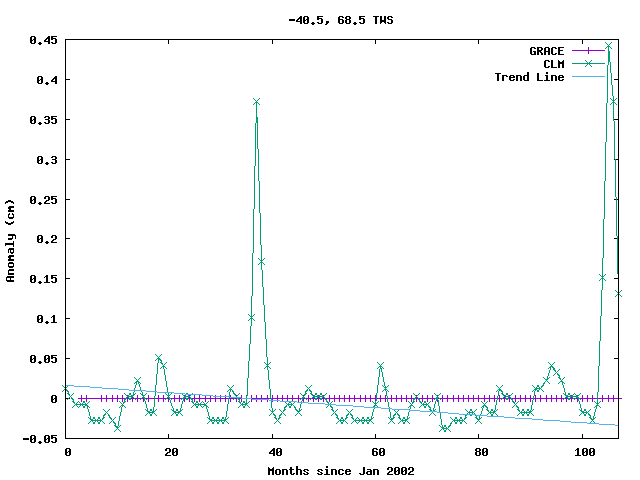 -40.5, 68.5 TWS
GRACE
CLM
Trend Line
0.45
0.4
0.35
0.3
0.25
0.2
0.15
0.1
0.05
0
-0.05
Anomaly (cm)
0 20 40 60 80 100
Months since Jan 2002